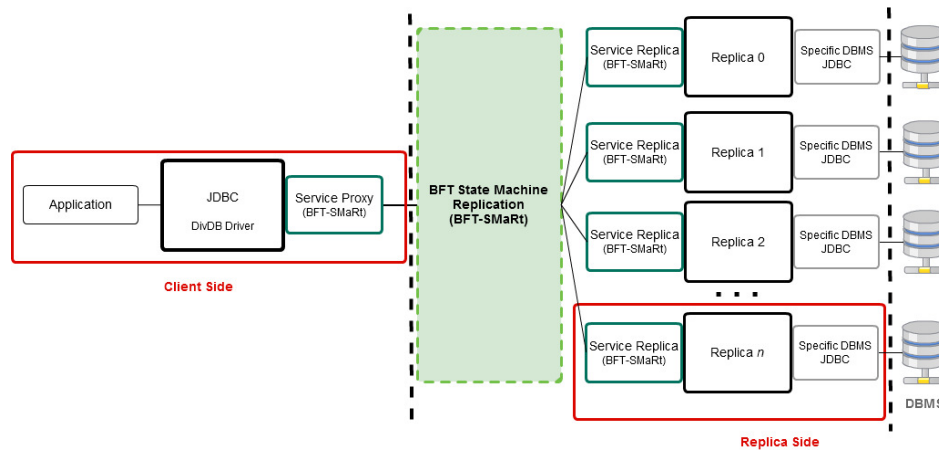 Application
JDBC
DivDB Driver
Service Proxy
(BFT-SMaRt)
Client Side
BFT State Machine
Replication
(BFT-SMaRt)
Service Replica
(BFT-SMaRt)
Replica 0
Specific DBMS
JDBC
Service Replica
(BFT-SMaRt)
Replica 1
Specific DBMS
JDBC
Service Replica
(BFT-SMaRt)
Replica 2
Specific DBMS
JDBC
. . .
Service Replica
(BFT-SMaRt)
Replica n
Specific DBMS
JDBC
DBMS
Replica Side